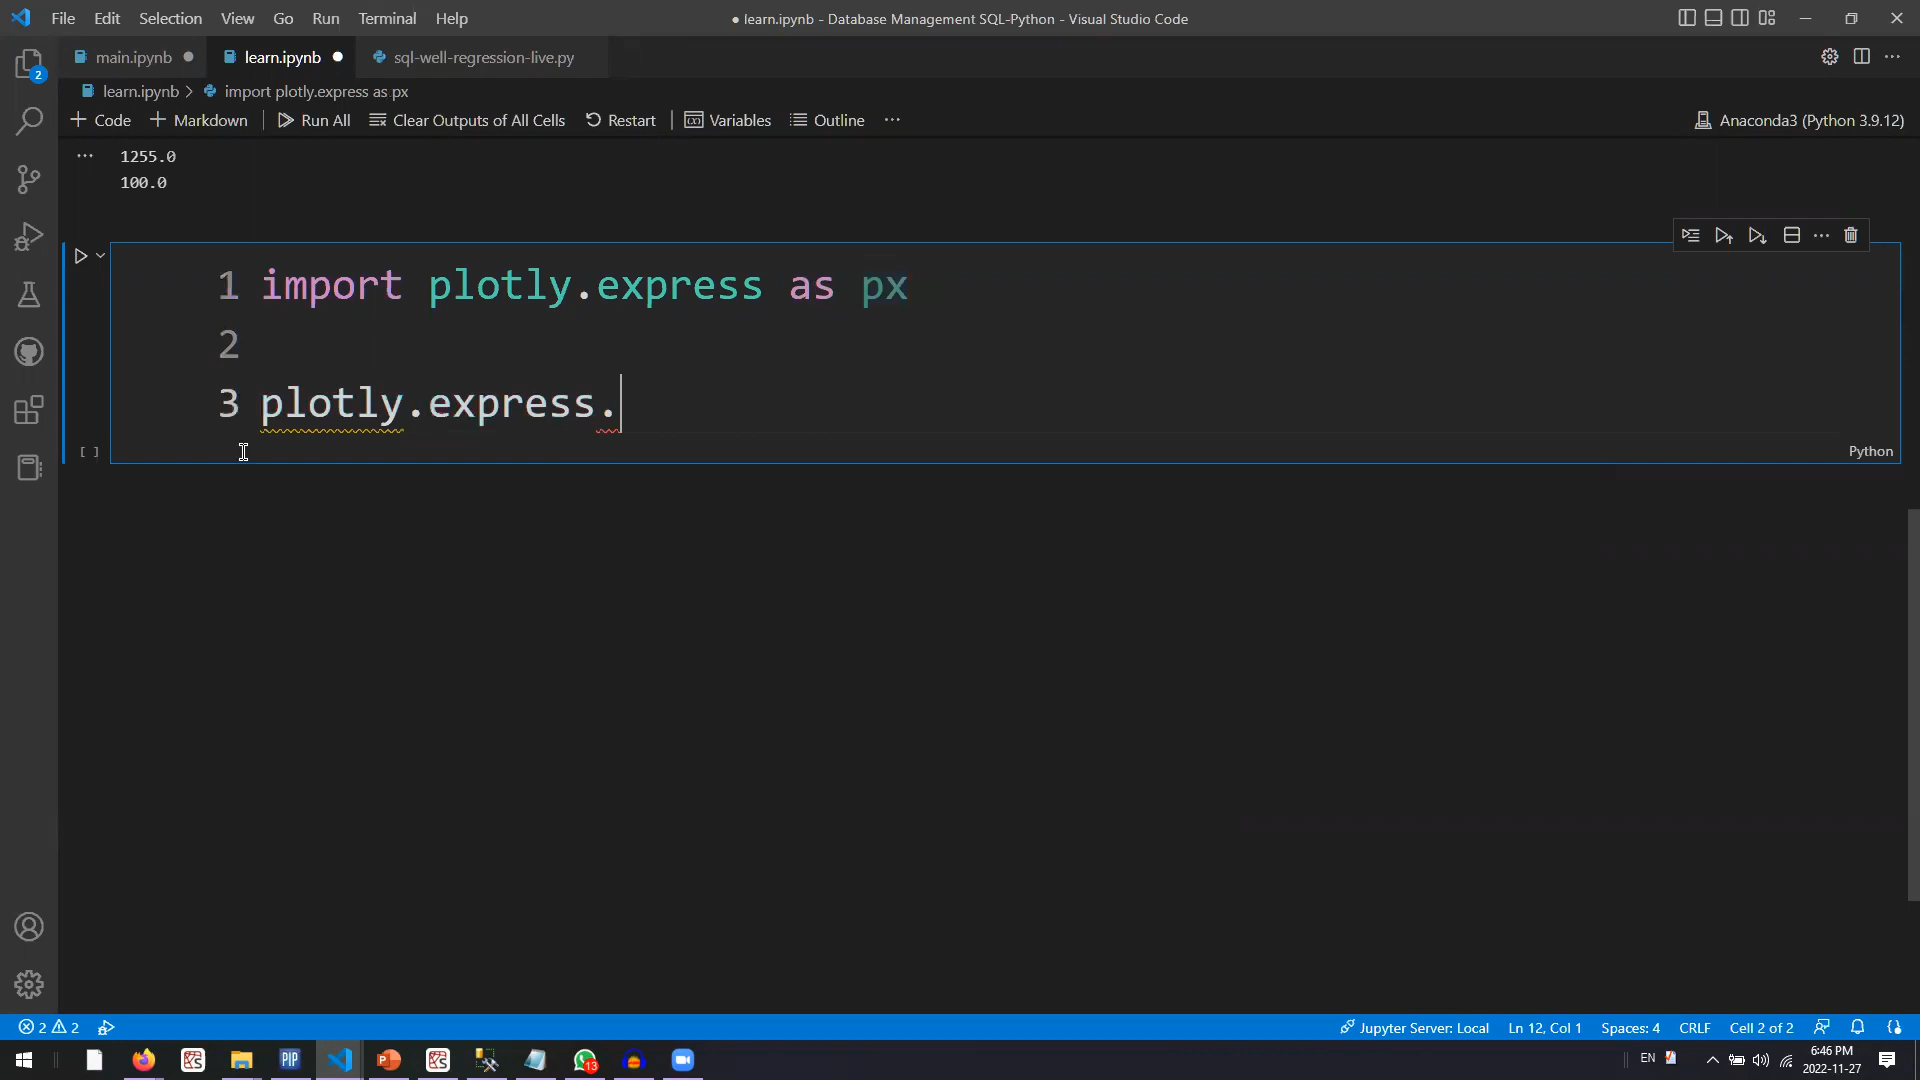 File Edit Selection View Go Run Terminal Help
● learn.ipynb - Database Management SQL-Python - Visual Studio Code
main.ipynb learn.ipynb sql-well-regression-live.py
learn.ipynb > import plotly.express as px
+ Code + Markdown Run All Clear Outputs of All Cells Restart Variables Outline ...
Anaconda3 (Python 3.9.12)
2
... 1255.0
100.0
1 import plotly.express as px
2
3 plotly.express.
[ ] Python
2 2 Jupyter Server: Local Ln 12, Col 1 Spaces: 4 CRLF Cell 2 of 2
PIP P 13 EN 6:46 PM
2022-11-27